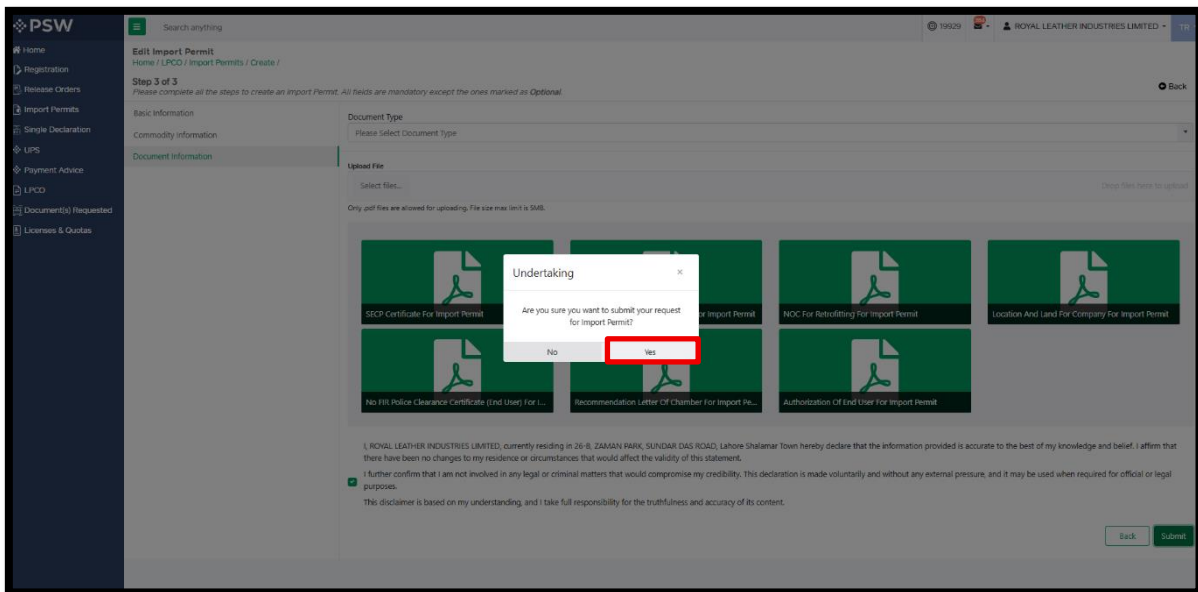 PSW
Search anything
19929
ROYAL LEATHER INDUSTRIES LIMITED
TR
Home
Registration
Release Orders
Import Permits
Single Declaration
UPS
Payment Advice
LPCO
Document(s) Requested
Licenses & Quotas
Edit Import Permit
Home / LPCO / Import Permits / Create /
Step 3 of 3
Please complete all the steps to create an Import Permit. All fields are mandatory except the ones marked as Optional.
Back
Basic Information
Commodity Information
Document Information
Document Type
Please Select Document Type
Upload File
Select files...
Drop files here to upload
Only .pdf files are allowed for uploading. File size max limit is 5MB.
SECP Certificate For Import Permit
or Import Permit
NOC For Retrofitting For Import Permit
Location And Land For Company For Import Permit
No FIR Police Clearance Certificate (End User) For I...
Recommendation Letter Of Chamber For Import Pe...
Authorization Of End User For Import Permit
Undertaking
×
Are you sure you want to submit your request
for Import Permit?
No
Yes
I, ROYAL LEATHER INDUSTRIES LIMITED, currently residing in 26-B, ZAMAN PARK, SUNDAR DAS ROAD, Lahore Shalamar Town hereby declare that the information provided is accurate to the best of my knowledge and belief. I affirm that
there have been no changes to my residence or circumstances that would affect the validity of this statement.
I further confirm that I am not involved in any legal or criminal matters that would compromise my credibility. This declaration is made voluntarily and without any external pressure, and it may be used when required for official or legal
purposes.
This disclaimer is based on my understanding, and I take full responsibility for the truthfulness and accuracy of its content.
Back
Submit